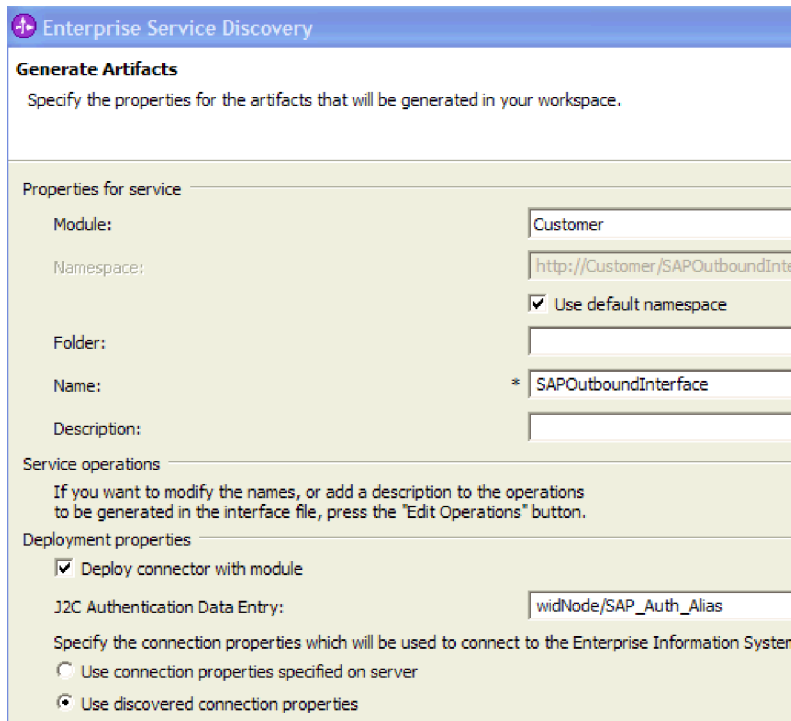 Enterprise Service Discovery
Generate Artifacts
Specify the properties for the artifacts that will be generated in your workspace.
Properties for service
Module: Customer
Namespace: http://Customer/SAPOutboundInte
Use default namespace
Folder:
Name: * SAPOutboundInterface
Description:
Service operations
If you want to modify the names, or add a description to the operations
to be generated in the interface file, press the "Edit Operations" button.
Deployment properties
Deploy connector with module
J2C Authentication Data Entry: widNode/SAP_Auth_Alias
Specify the connection properties which will be used to connect to the Enterprise Information System
Use connection properties specified on server
Use discovered connection properties